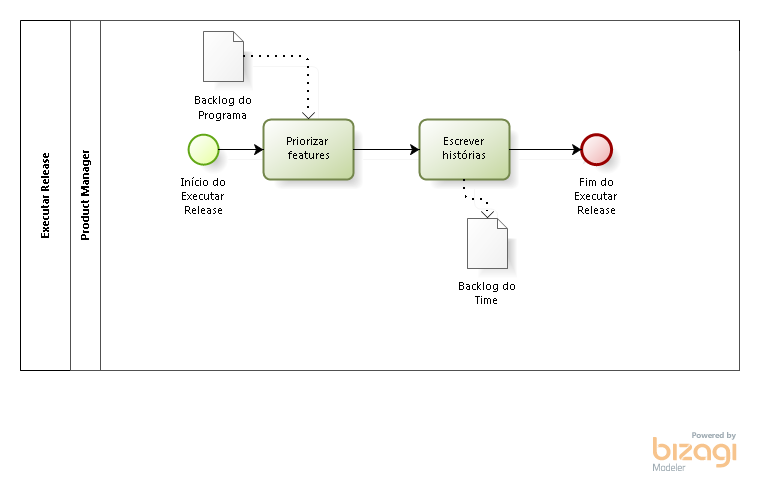 Executar Release
Product Manager
Backlog do
Programa
Priorizar
features
Escrever
histórias
Início do
Executar
Release
Fim do
Executar
Release
Backlog do
Time
Powered by
bizagi
Modeler